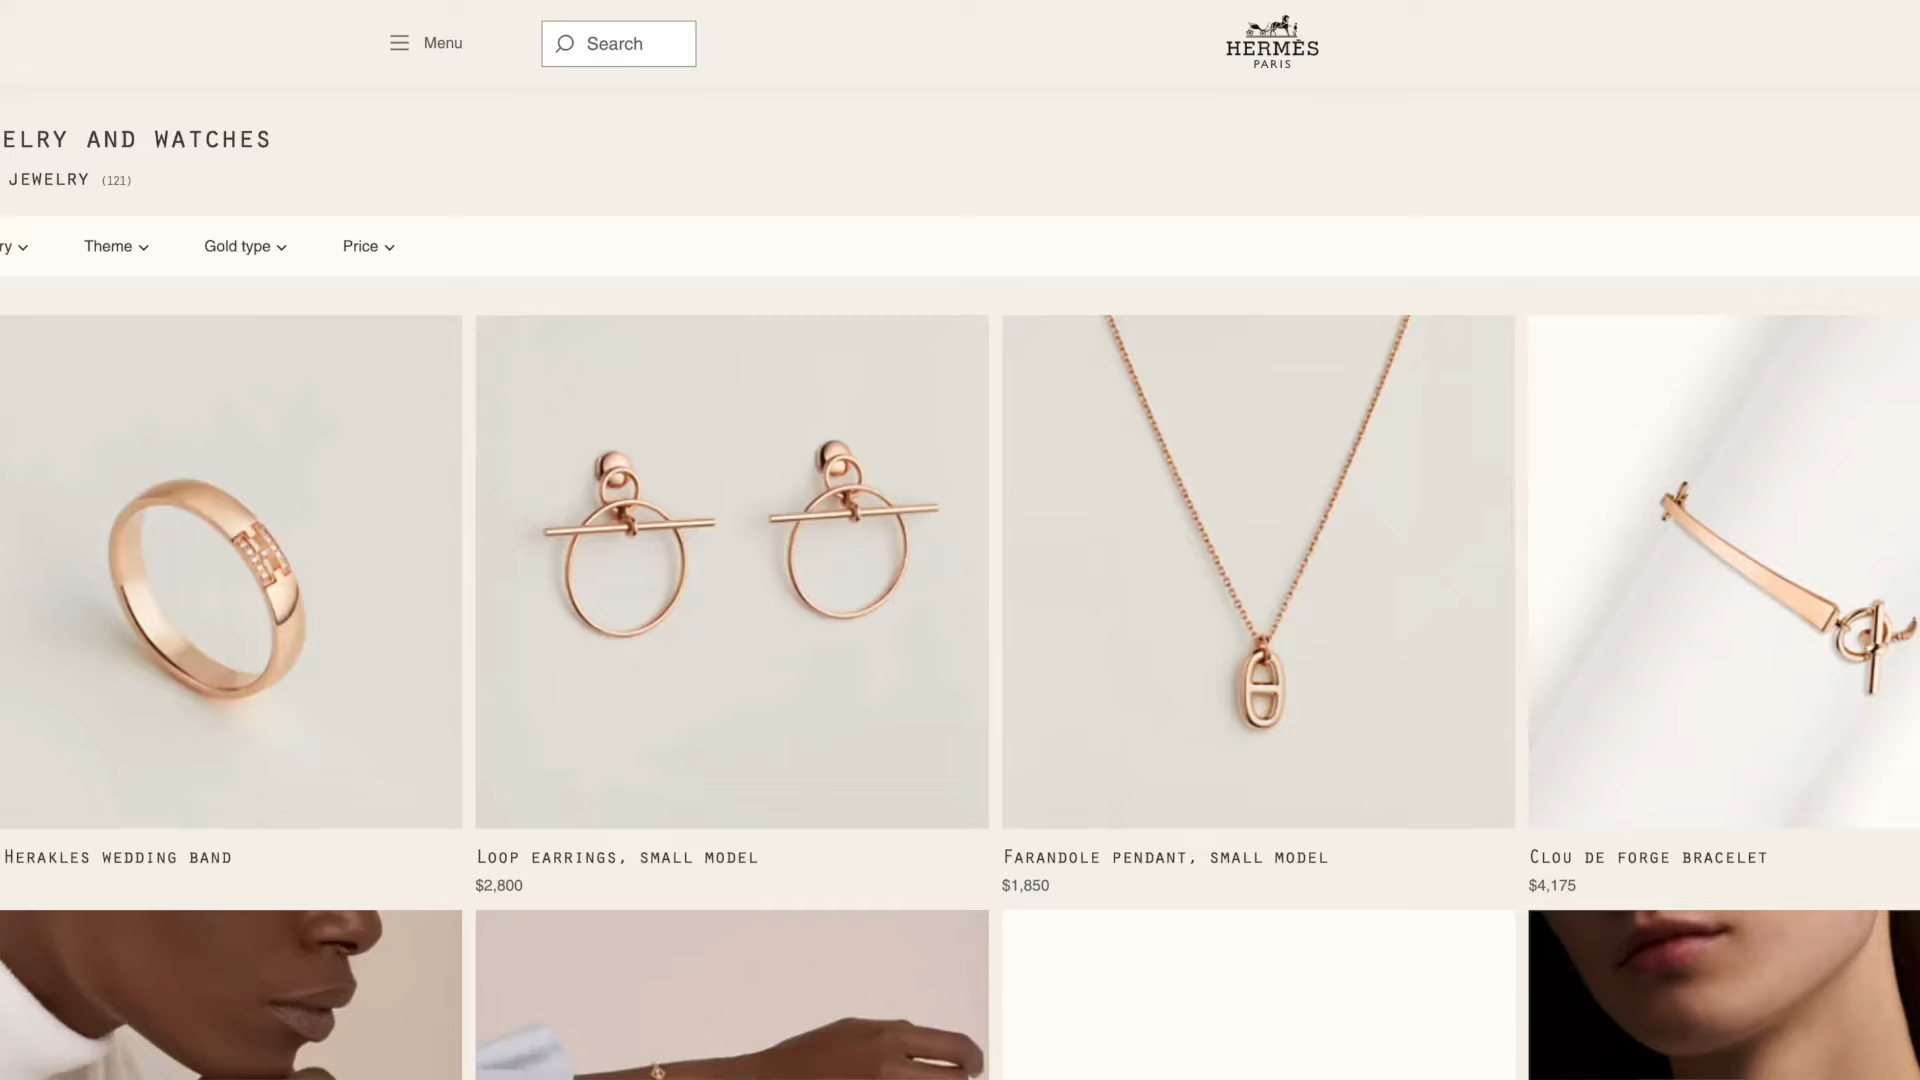 Menu
Search
HERMÈS
PARIS
ELRY AND WATCHES
JEWELRY (121)
ry
Theme
Gold type
Price
Herakles wedding band
Loop earrings, small model
$2,800
Farandole pendant, small model
$1,850
Clou de forge bracelet
$4,175